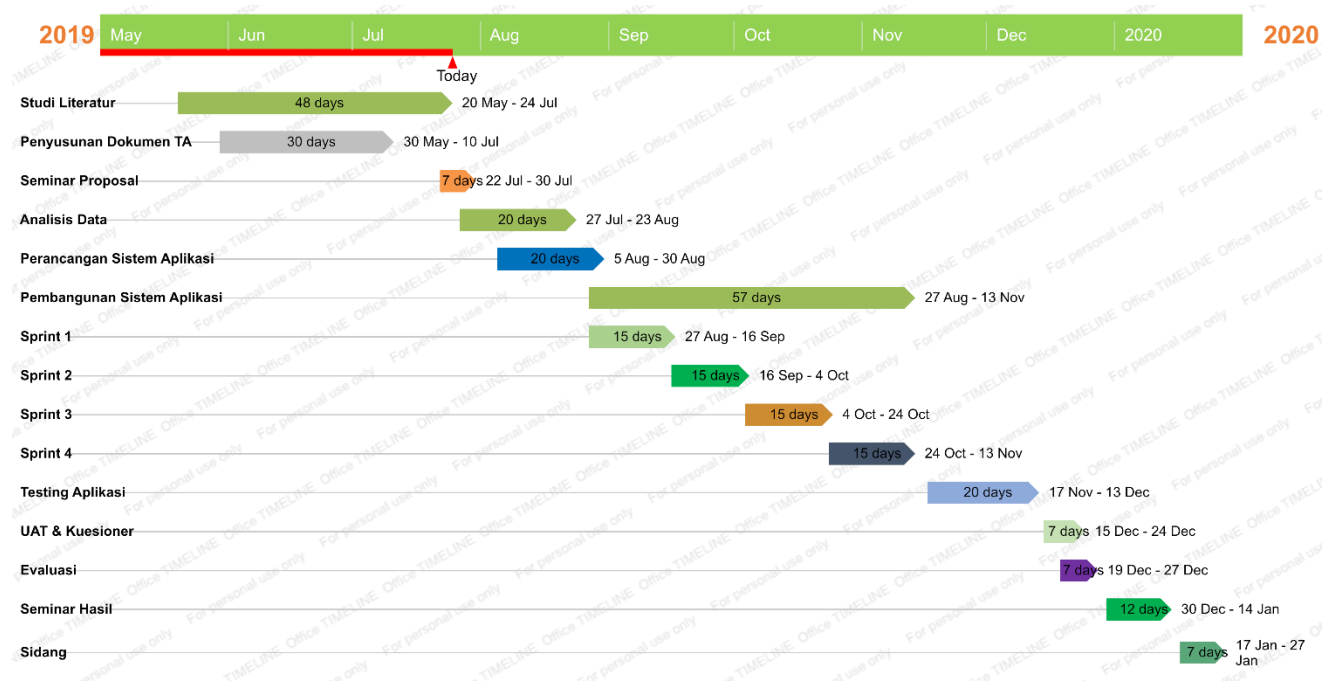 2019 May Jun Jul Aug Sep Oct Nov Dec 2020 2020
Today
Studi Literatur 48 days 20 May - 24 Jul
Penyusunan Dokumen TA 30 days 30 May - 10 Jul
Seminar Proposal 7 days 22 Jul - 30 Jul
Analisis Data 20 days 27 Jul - 23 Aug
Perancangan Sistem Aplikasi 20 days 5 Aug - 30 Aug
Pembangunan Sistem Aplikasi 57 days 27 Aug - 13 Nov
Sprint 1 15 days 27 Aug - 16 Sep
Sprint 2 15 days 16 Sep - 4 Oct
Sprint 3 15 days 4 Oct - 24 Oct
Sprint 4 15 days 24 Oct - 13 Nov
Testing Aplikasi 20 days 17 Nov - 13 Dec
UAT & Kuesioner 7 days 15 Dec - 24 Dec
Evaluasi 7 days 19 Dec - 27 Dec
Seminar Hasil 12 days 30 Dec - 14 Jan
Sidang 7 days 17 Jan - 27
Jan
Office TIMELINE
For personal use only